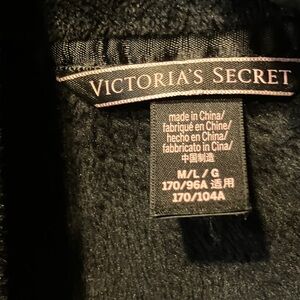 VICTORIA'S SECRET
made in China/
fabriqué en Chine/
hecho en China/
fabbricato in Cina/
中国制造
M/L / G
170/96A 适用
170/104A